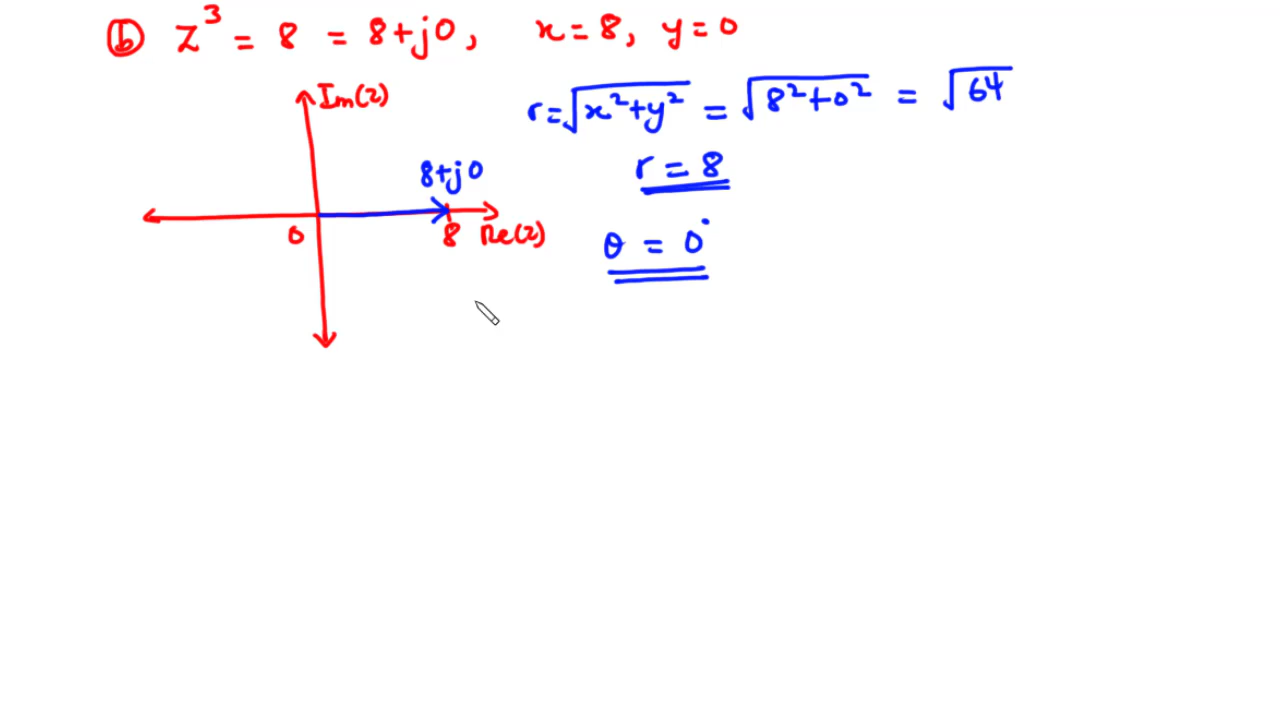 ⓑ z³ = 8 = 8+j0, x=8, y=0
Im(z)
r=√(x²+y²) = √(8²+0²) = √64
8+j0
r = 8
0
8
Re(z)
θ = 0°